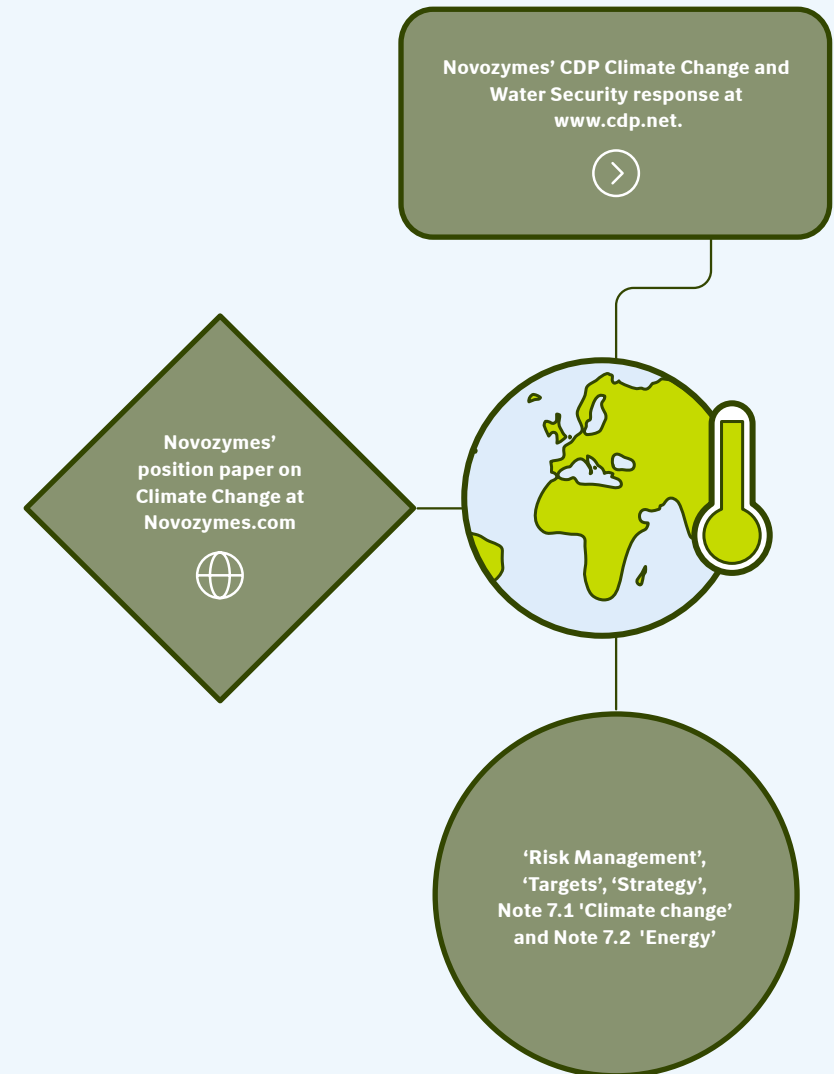 Novozymes’ CDP Climate Change and
Water Security response at
www.cdp.net.
Novozymes’
position paper on
Climate Change at
Novozymes.com
‘Risk Management’,
‘Targets’, ‘Strategy’,
Note 7.1 'Climate change’
and Note 7.2  'Energy’